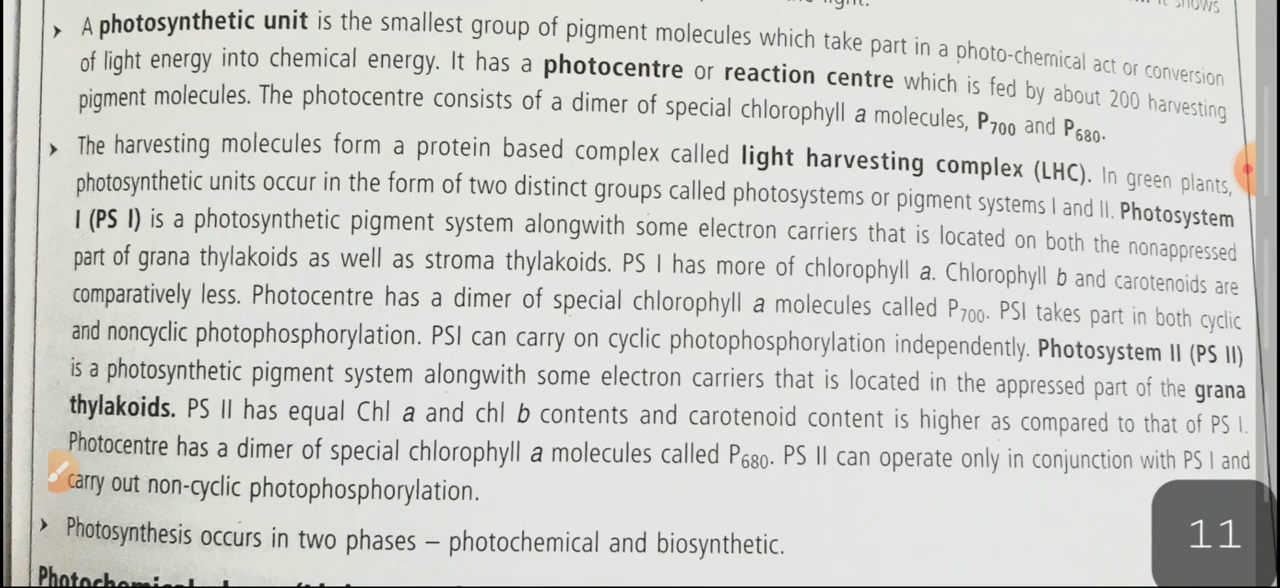 light.
it shows
› A photosynthetic unit is the smallest group of pigment molecules which take part in a photo-chemical act or conversion
of light energy into chemical energy. It has a photocentre or reaction centre which is fed by about 200 harvesting
pigment molecules. The photocentre consists of a dimer of special chlorophyll a molecules, P700 and P680.
› The harvesting molecules form a protein based complex called light harvesting complex (LHC). In green plants,
photosynthetic units occur in the form of two distinct groups called photosystems or pigment systems I and II. Photosystem
I (PS I) is a photosynthetic pigment system alongwith some electron carriers that is located on both the nonappressed
part of grana thylakoids as well as stroma thylakoids. PS I has more of chlorophyll a. Chlorophyll b and carotenoids are
comparatively less. Photocentre has a dimer of special chlorophyll a molecules called P700. PSI takes part in both cyclic
and noncyclic photophosphorylation. PSI can carry on cyclic photophosphorylation independently. Photosystem II (PS II)
is a photosynthetic pigment system alongwith some electron carriers that is located in the appressed part of the grana
thylakoids. PS II has equal Chl a and chl b contents and carotenoid content is higher as compared to that of PS I.
Photocentre has a dimer of special chlorophyll a molecules called P680. PS II can operate only in conjunction with PS I and
carry out non-cyclic photophosphorylation.
› Photosynthesis occurs in two phases – photochemical and biosynthetic.
11